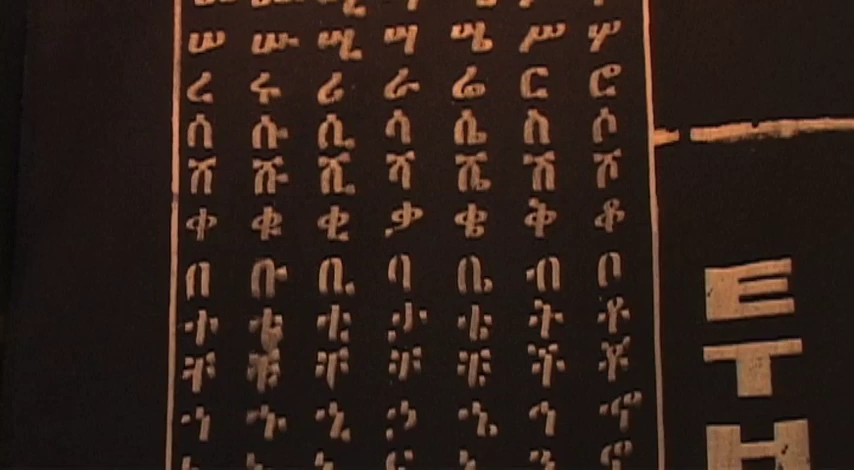 ሠ ሡ ሢ ሣ ሤ ሥ ሦ
ረ ሩ ሪ ራ ሬ ር ሮ
ሰ ሱ ሲ ሳ ሴ ስ ሶ
ሸ ሹ ሺ ሻ ሼ ሽ ሾ
ቀ ቁ ቂ ቃ ቄ ቅ ቆ
በ ቡ ቢ ባ ቤ ብ ቦ
ተ ቱ ቲ ታ ቴ ት ቶ
ቸ ቹ ቺ ቻ ቼ ች ቾ
ኀ ኁ ኂ ኃ ኄ ኅ ኆ
E
T
H